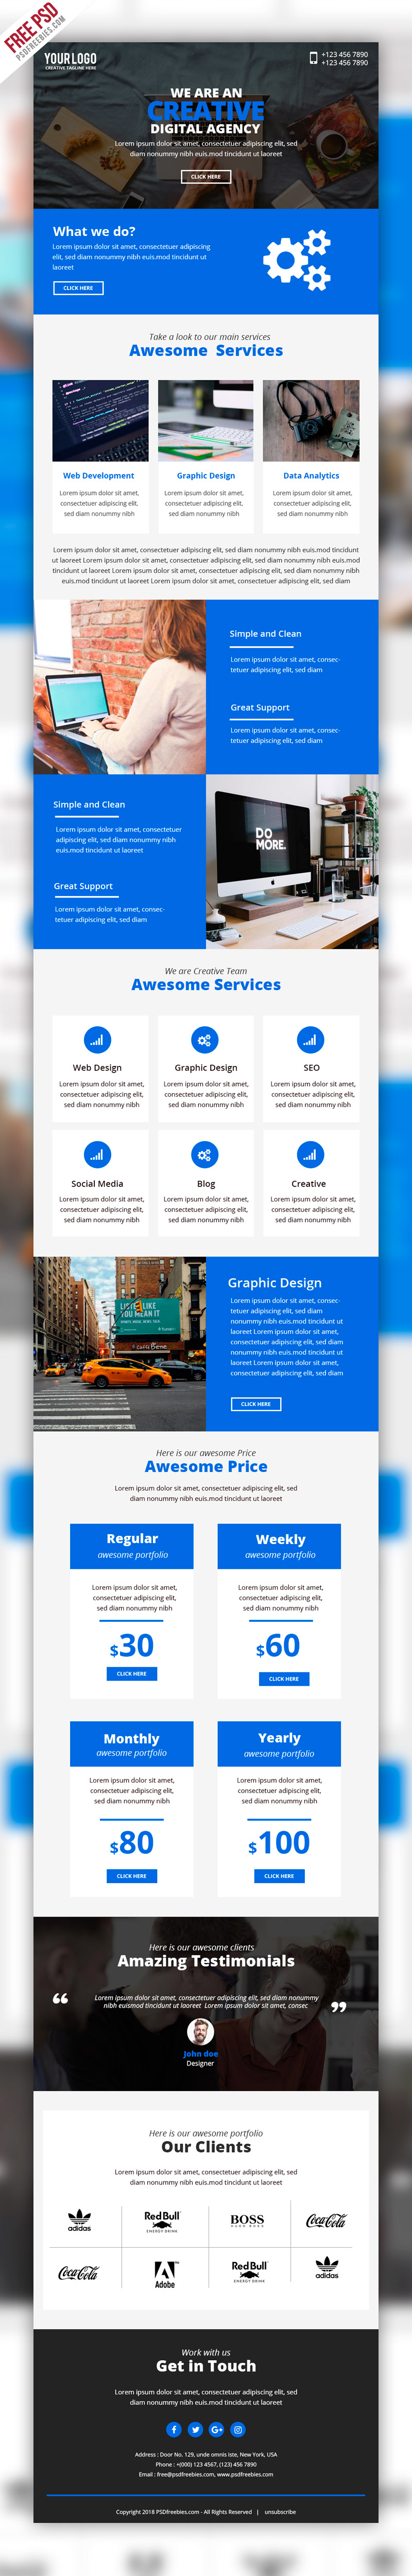 FREE PSD
PSDFREEBIES.COM
YOUR LOGO
CREATIVE TAGLINE HERE
+123 456 7890
+123 456 7890
WE ARE AN
CREATIVE
DIGITAL AGENCY
Lorem ipsum dolor sit amet, consectetuer adipiscing elit, sed
diam nonummy nibh euis.mod tincidunt ut laoreet
CLICK HERE
What we do?
Lorem ipsum dolor sit amet, consectetuer adipiscing
elit, sed diam nonummy nibh euis.mod tincidunt ut
laoreet
CLICK HERE
Take a look to our main services
Awesome Services
Web Development
Lorem ipsum dolor sit amet,
consectetuer adipiscing elit,
sed diam nonummy nibh
Graphic Design
Lorem ipsum dolor sit amet,
consectetuer adipiscing elit,
sed diam nonummy nibh
Data Analytics
Lorem ipsum dolor sit amet,
consectetuer adipiscing elit,
sed diam nonummy nibh
Lorem ipsum dolor sit amet, consectetuer adipiscing elit, sed diam nonummy nibh euis.mod tincidunt
ut laoreet Lorem ipsum dolor sit amet, consectetuer adipiscing elit, sed diam nonummy nibh euis.mod
tincidunt ut laoreet Lorem ipsum dolor sit amet, consectetuer adipiscing elit, sed diam nonummy nibh
euis.mod tincidunt ut laoreet Lorem ipsum dolor sit amet, consectetuer adipiscing elit, sed diam
Simple and Clean
Lorem ipsum dolor sit amet, consec-
tetuer adipiscing elit, sed diam
Great Support
Lorem ipsum dolor sit amet, consec-
tetuer adipiscing elit, sed diam
Simple and Clean
Lorem ipsum dolor sit amet, consectetuer
adipiscing elit, sed diam nonummy nibh
euis.mod tincidunt ut laoreet
Great Support
Lorem ipsum dolor sit amet, consec-
tetuer adipiscing elit, sed diam
DO
MORE.
We are Creative Team
Awesome Services
Web Design
Lorem ipsum dolor sit amet,
consectetuer adipiscing elit,
sed diam nonummy nibh
Graphic Design
Lorem ipsum dolor sit amet,
consectetuer adipiscing elit,
sed diam nonummy nibh
SEO
Lorem ipsum dolor sit amet,
consectetuer adipiscing elit,
sed diam nonummy nibh
Social Media
Lorem ipsum dolor sit amet,
consectetuer adipiscing elit,
sed diam nonummy nibh
Blog
Lorem ipsum dolor sit amet,
consectetuer adipiscing elit,
sed diam nonummy nibh
Creative
Lorem ipsum dolor sit amet,
consectetuer adipiscing elit,
sed diam nonummy nibh
LISTEN LIKE
YOU MEAN IT
Graphic Design
Lorem ipsum dolor sit amet, consec-
tetuer adipiscing elit, sed diam
nonummy nibh euis.mod tincidunt ut
laoreet Lorem ipsum dolor sit amet,
consectetuer adipiscing elit, sed diam
nonummy nibh euis.mod tincidunt ut
laoreet Lorem ipsum dolor sit amet,
consectetuer adipiscing elit, sed diam
CLICK HERE
Here is our awesome Price
Awesome Price
Lorem ipsum dolor sit amet, consectetuer adipiscing elit, sed
diam nonummy nibh euis.mod tincidunt ut laoreet
Regular
awesome portfolio
Lorem ipsum dolor sit amet,
consectetuer adipiscing elit,
sed diam nonummy nibh
$30
CLICK HERE
Weekly
awesome portfolio
Lorem ipsum dolor sit amet,
consectetuer adipiscing elit,
sed diam nonummy nibh
$60
CLICK HERE
Monthly
awesome portfolio
Lorem ipsum dolor sit amet,
consectetuer adipiscing elit,
sed diam nonummy nibh
$80
CLICK HERE
Yearly
awesome portfolio
Lorem ipsum dolor sit amet,
consectetuer adipiscing elit,
sed diam nonummy nibh
$100
CLICK HERE
Here is our awesome clients
Amazing Testimonials
“
Lorem ipsum dolor sit amet, consectetuer adipiscing elit, sed diam nonummy
nibh euismod tincidunt ut laoreet Lorem ipsum dolor sit amet, consec
”
John doe
Designer
Here is our awesome portfolio
Our Clients
Lorem ipsum dolor sit amet, consectetuer adipiscing elit, sed
diam nonummy nibh euis.mod tincidunt ut laoreet
adidas
Red Bull
ENERGY DRINK
BOSS
HUGO BOSS
Coca-Cola
Coca-Cola
Adobe
Red Bull
ENERGY DRINK
adidas
Work with us
Get in Touch
Lorem ipsum dolor sit amet, consectetuer adipiscing elit, sed
diam nonummy nibh euis.mod tincidunt ut laoreet
Address : Door No. 129, unde omnis iste, New York, USA
Phone : +(000) 123 4567, (123) 456 7890
Email : free@psdfreebies.com, www.psdfreebies.com
Copyright 2018 PSDfreebies.com - All Rights Reserved | unsubscribe